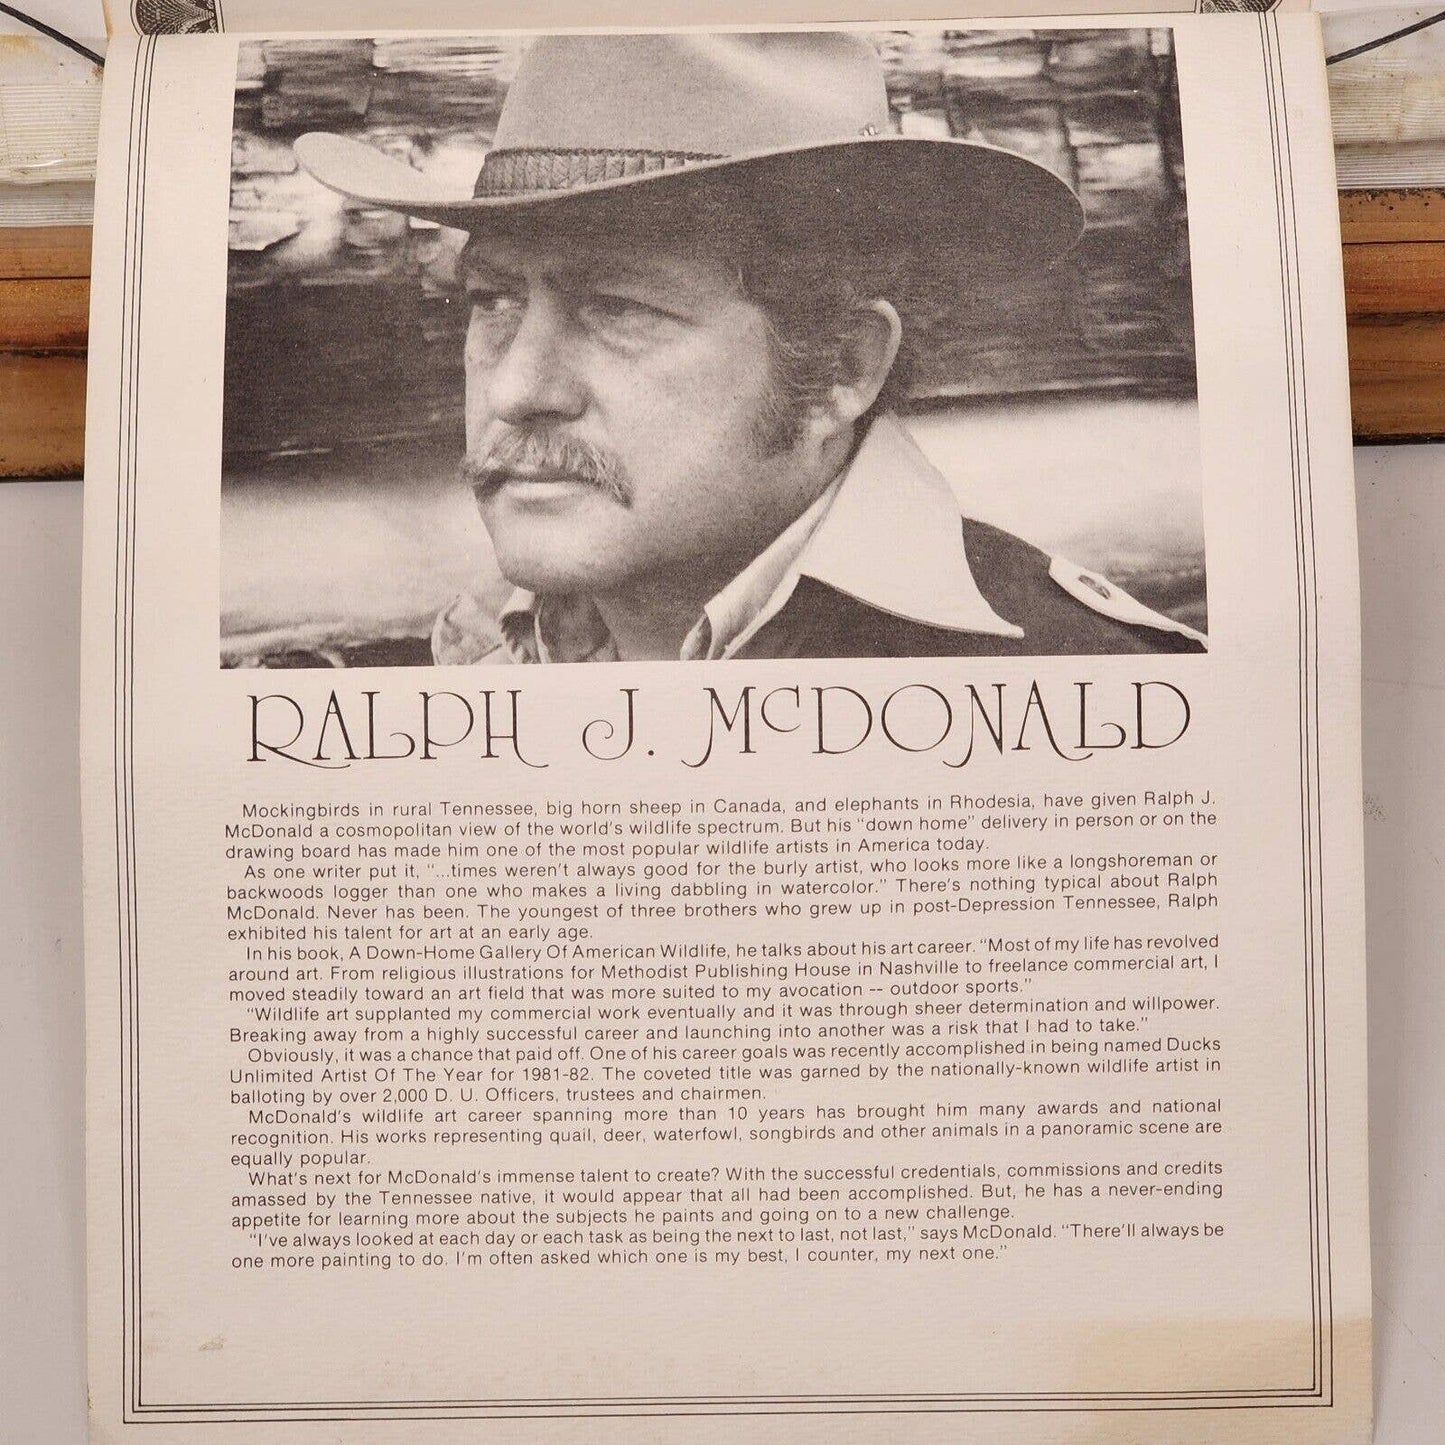 RALPH J. McDONALD
Mockingbirds in rural Tennessee, big horn sheep in Canada, and elephants in Rhodesia, have given Ralph J.
McDonald a cosmopolitan view of the world's wildlife spectrum. But his "down home" delivery in person or on the
drawing board has made him one of the most popular wildlife artists in America today.
As one writer put it, "...times weren't always good for the burly artist, who looks more like a longshoreman or
backwoods logger than one who makes a living dabbling in watercolor." There's nothing typical about Ralph
McDonald. Never has been. The youngest of three brothers who grew up in post-Depression Tennessee, Ralph
exhibited his talent for art at an early age.
In his book, A Down-Home Gallery Of American Wildlife, he talks about his art career. "Most of my life has revolved
around art. From religious illustrations for Methodist Publishing House in Nashville to freelance commercial art, I
moved steadily toward an art field that was more suited to my avocation -- outdoor sports."
"Wildlife art supplanted my commercial work eventually and it was through sheer determination and willpower.
Breaking away from a highly successful career and launching into another was a risk that I had to take."
Obviously, it was a chance that paid off. One of his career goals was recently accomplished in being named Ducks
Unlimited Artist Of The Year for 1981-82. The coveted title was garned by the nationally-known wildlife artist in
balloting by over 2,000 D. U. Officers, trustees and chairmen.
McDonald's wildlife art career spanning more than 10 years has brought him many awards and national
recognition. His works representing quail, deer, waterfowl, songbirds and other animals in a panoramic scene are
equally popular.
What's next for McDonald's immense talent to create? With the successful credentials, commissions and credits
amassed by the Tennessee native, it would appear that all had been accomplished. But, he has a never-ending
appetite for learning more about the subjects he paints and going on to a new challenge.
"I've always looked at each day or each task as being the next to last, not last," says McDonald. "There'll always be
one more painting to do. I'm often asked which one is my best, I counter, my next one."